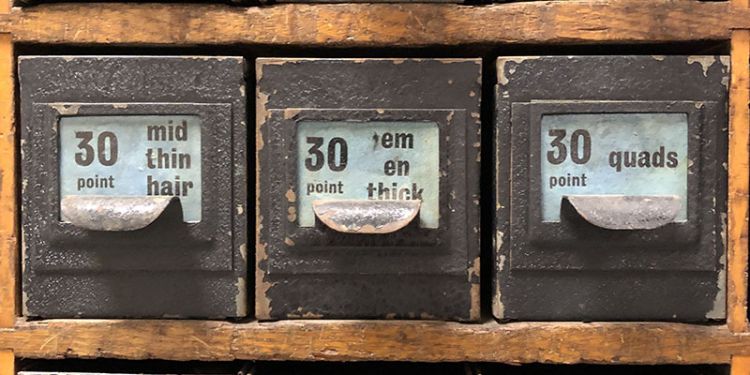 30
point
mid
thin
hair
30
point
em
en
thick
30
point
quads